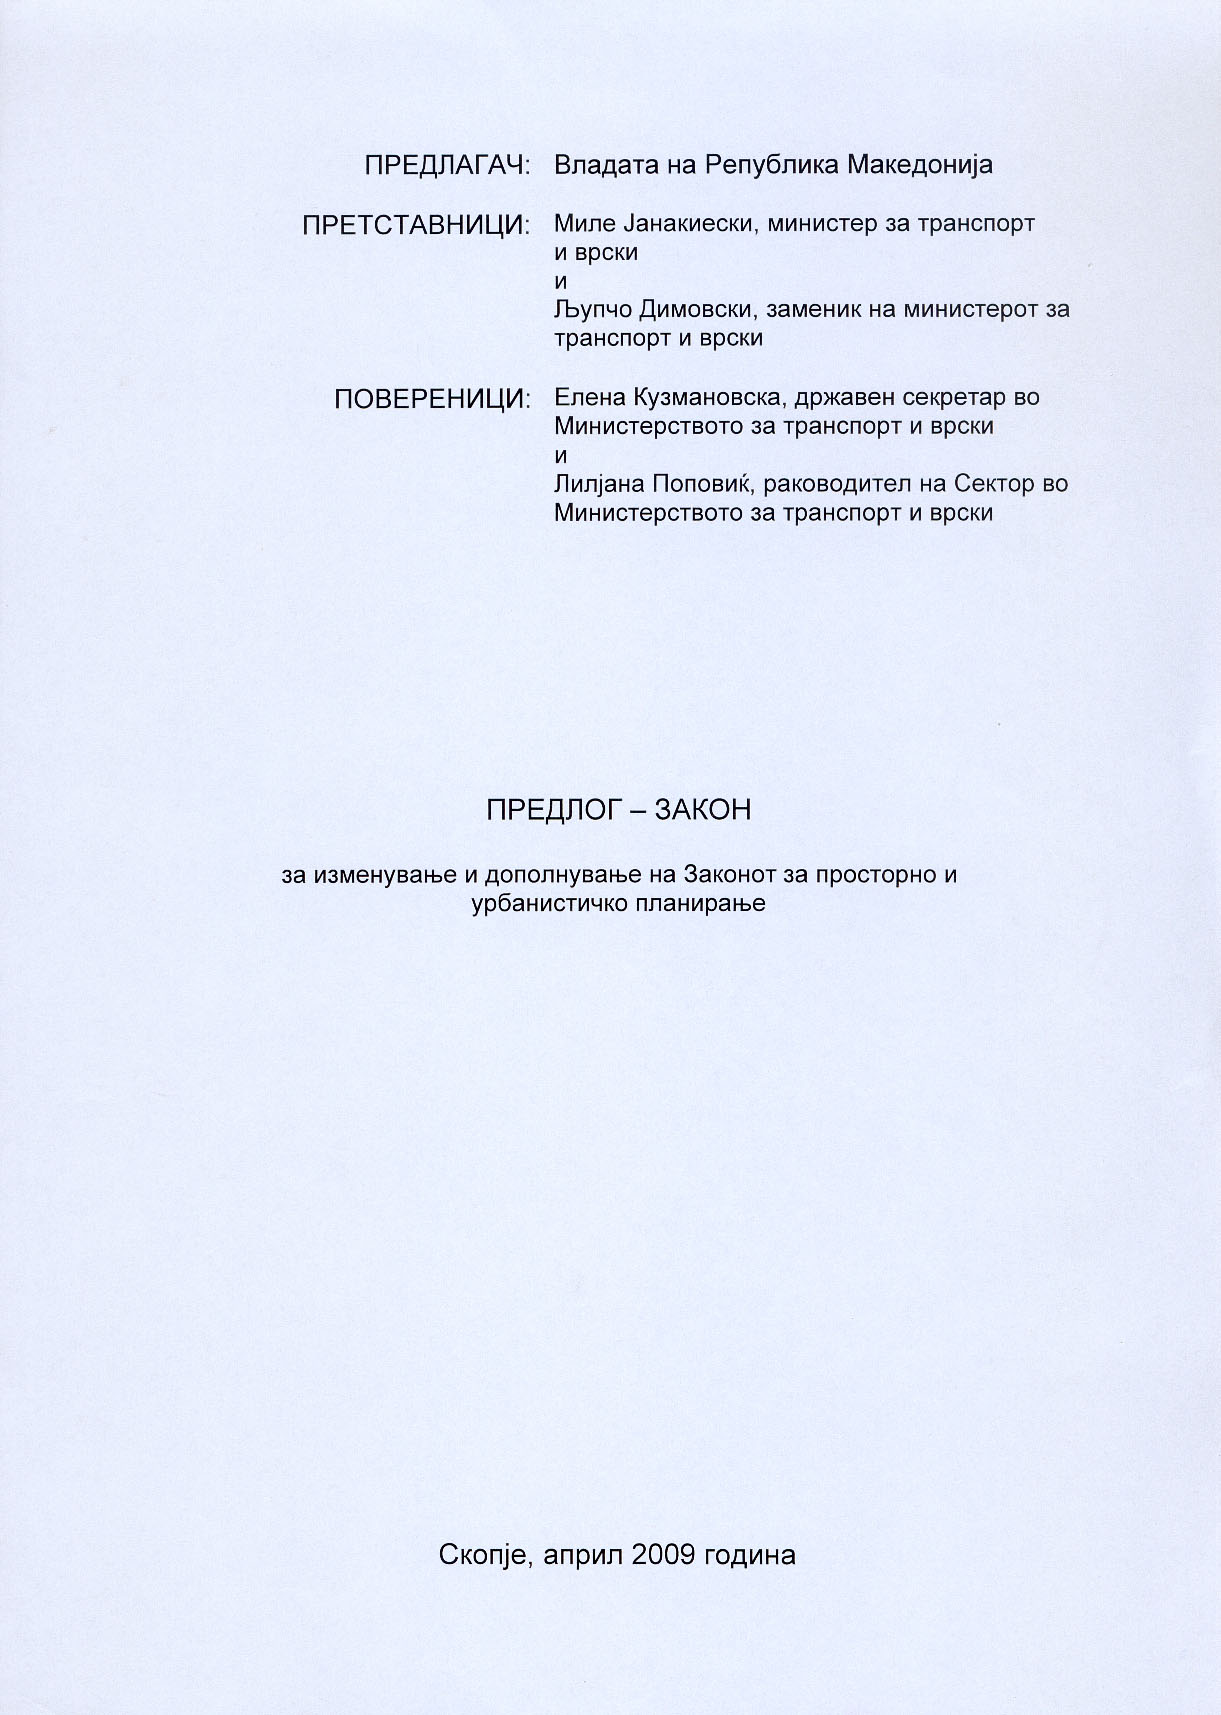 ПРЕДЛАГАЧ: Владата на Република Македонија
ПРЕТСТАВНИЦИ: Миле Јанакиески, министер за транспорт
и врски
и
Љупчо Димовски, заменик на министерот за
транспорт и врски
ПОВЕРЕНИЦИ: Елена Кузмановска, државен секретар во
Министерството за транспорт и врски
и
Лилјана Поповиќ, раководител на Сектор во
Министерството за транспорт и врски
ПРЕДЛОГ – ЗАКОН
за изменување и дополнување на Законот за просторно и
урбанистичко планирање
Скопје, април 2009 година